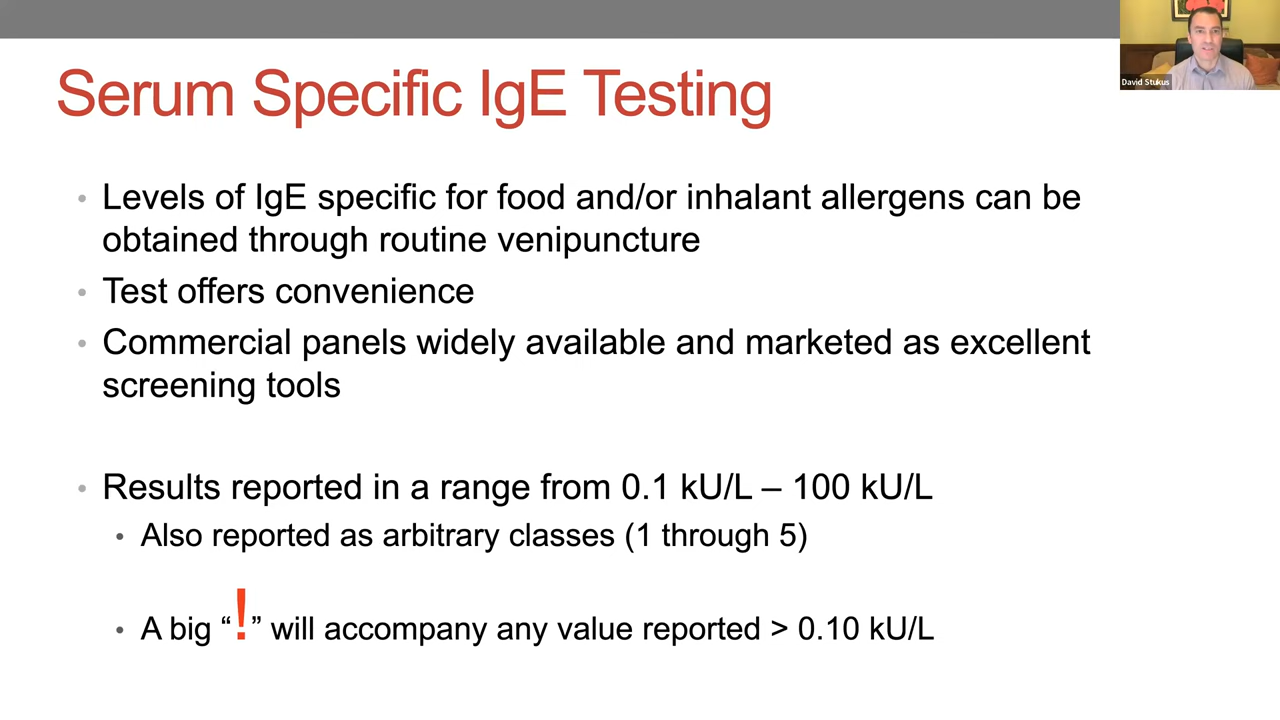 David Stukus
Serum Specific IgE Testing
• Levels of IgE specific for food and/or inhalant allergens can be
obtained through routine venipuncture
• Test offers convenience
• Commercial panels widely available and marketed as excellent
screening tools
• Results reported in a range from 0.1 kU/L – 100 kU/L
• Also reported as arbitrary classes (1 through 5)
• A big “!” will accompany any value reported > 0.10 kU/L